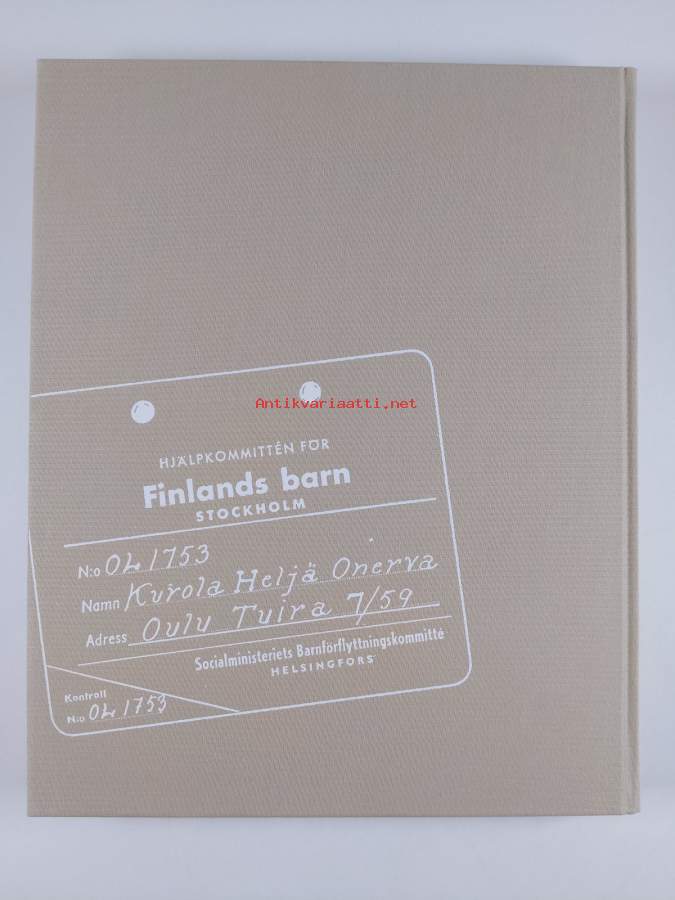 Antikvariaatti.net
HJÄLPKOMMITTÉN FÖR
Finlands barn
STOCKHOLM
N:o OL 1753
Namn Kurola Heljä Onerva
Adress Oulu Tuira 7/59
Socialministeriets Barnförflyttningskommitté
HELSINGFORS
Kontroll
N:o OL 1753